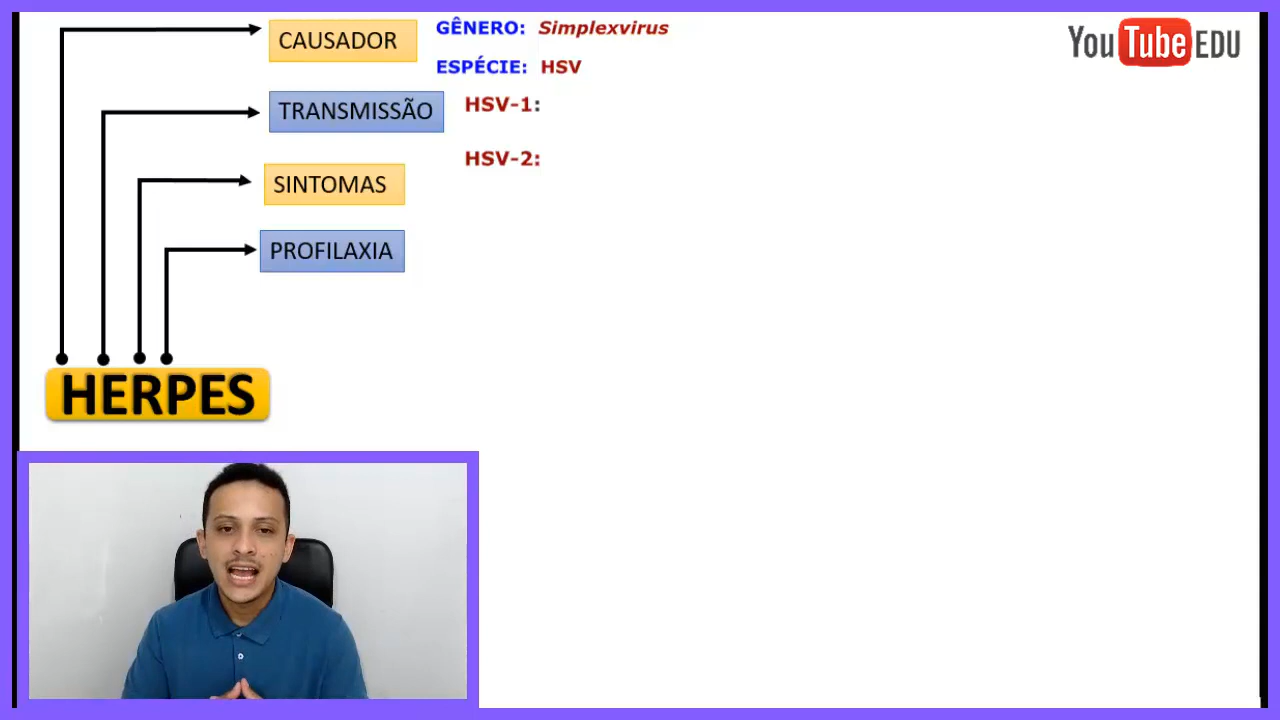 CAUSADOR
GÊNERO: Simplexvirus
ESPÉCIE: HSV
YouTube EDU
TRANSMISSÃO
HSV-1:
HSV-2:
SINTOMAS
PROFILAXIA
HERPES